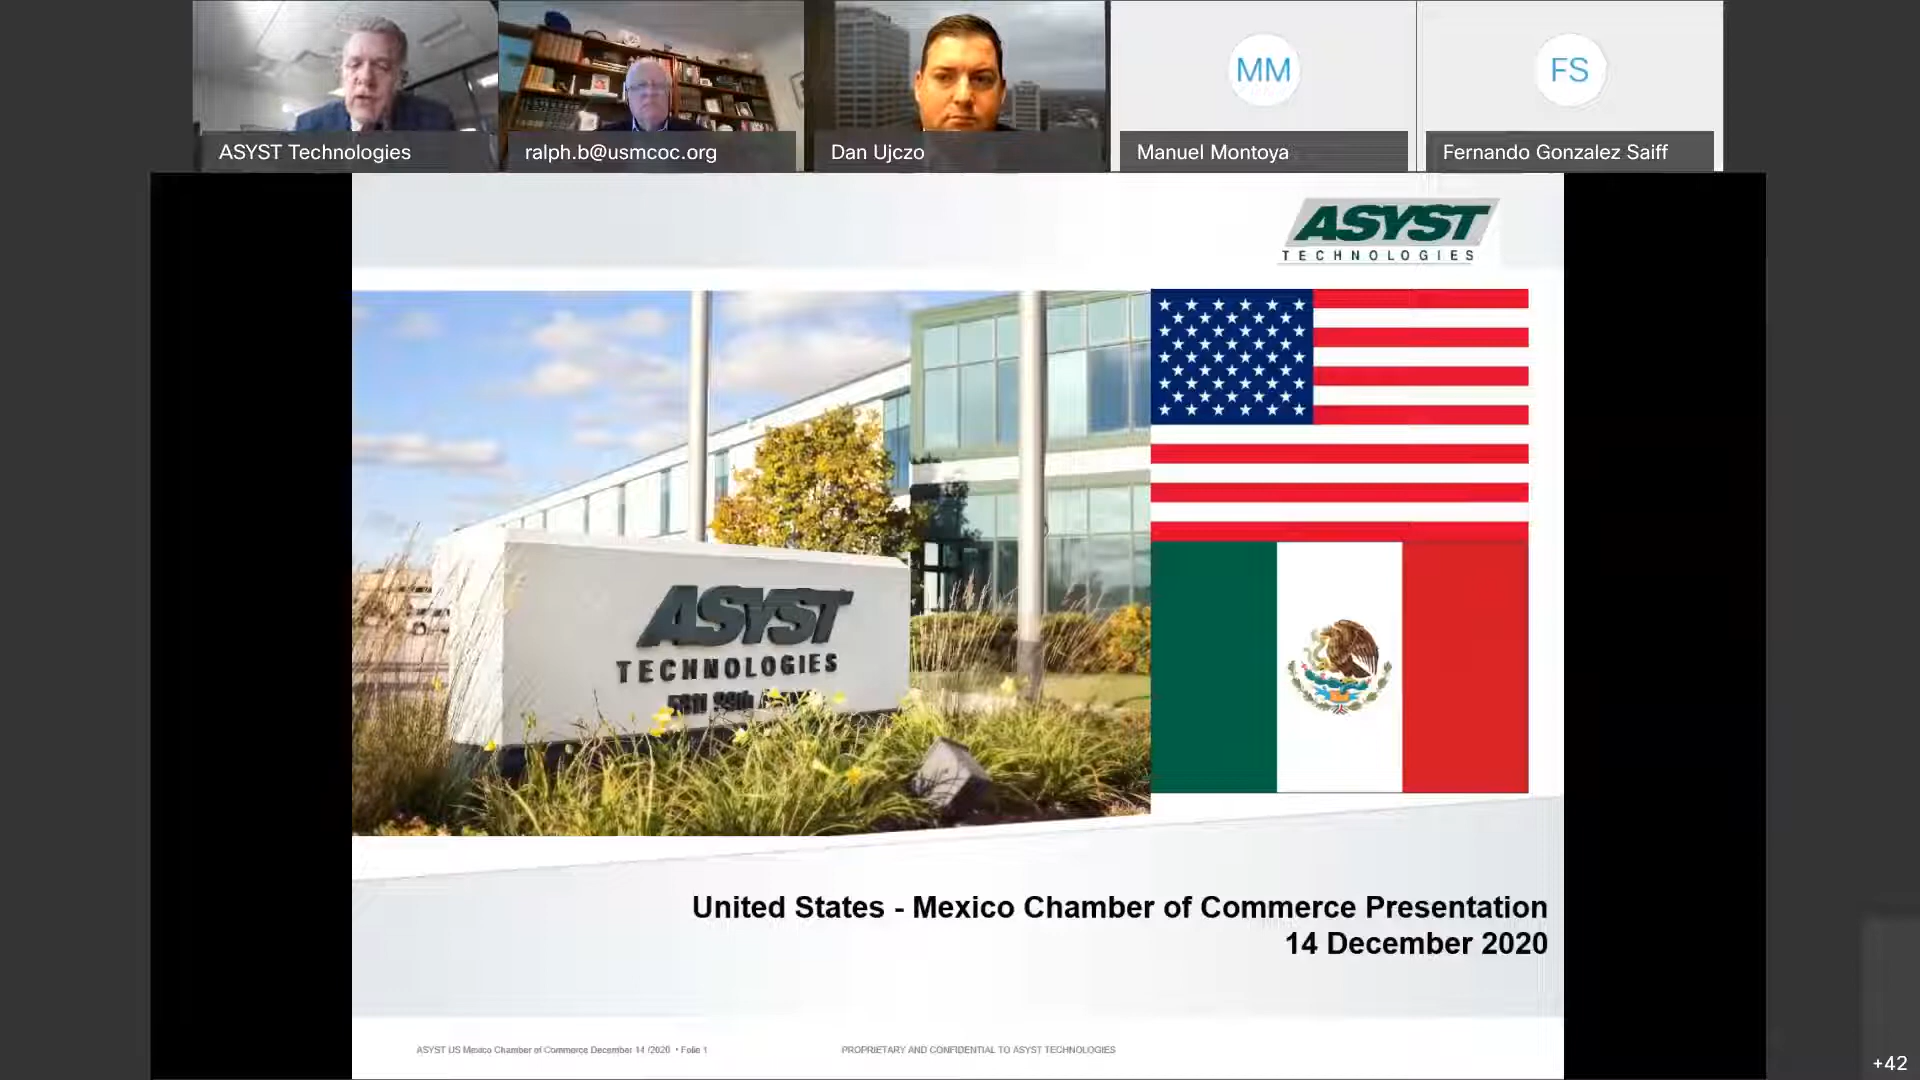 ASYST Technologies
ralph.b@usmcoc.org
Dan Ujczo
MM
Manuel Montoya
FS
Fernando Gonzalez Saiff
ASYST
TECHNOLOGIES
ASYST
TECHNOLOGIES
United States - Mexico Chamber of Commerce Presentation
14 December 2020
ASYST US Mexico Chamber of Commerce December 14 /2020 • Folie 1
PROPRIETARY AND CONFIDENTIAL TO ASYST TECHNOLOGIES
+42